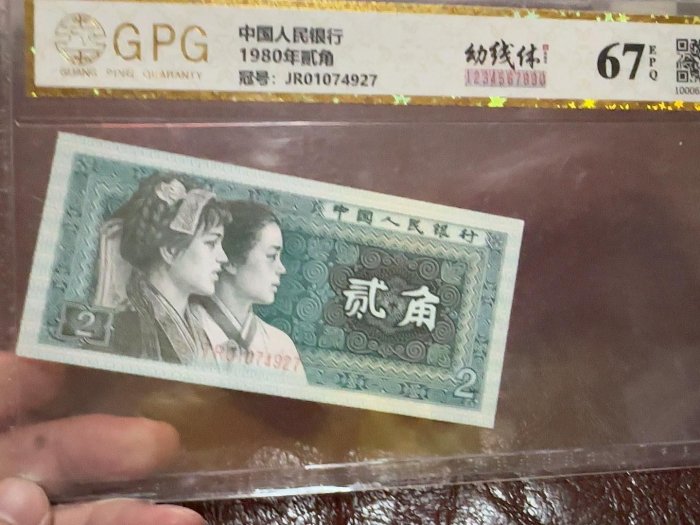 GPG
GUANG PING GUARANTY
中国人民银行
1980年贰角
冠号：JR01074927
幼线体
1234567890
67 EPQ
10006
中国人民银行
贰角
2
JR01074927
2